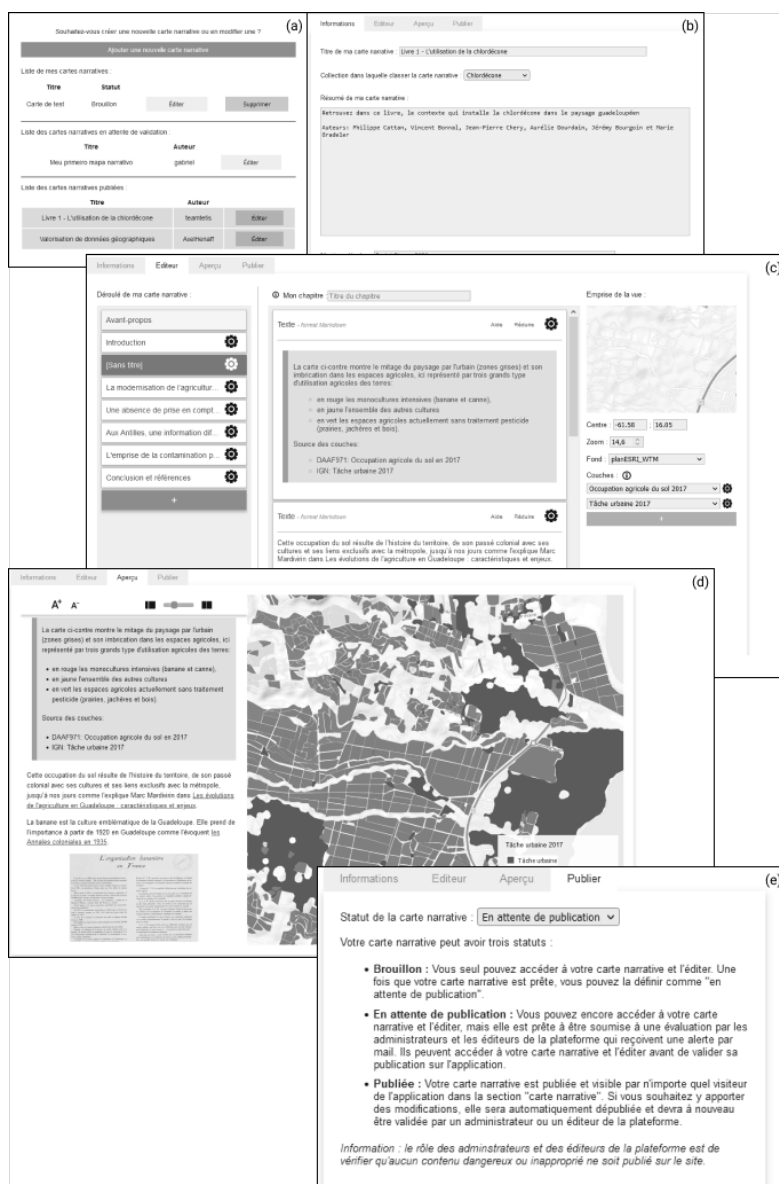 (a)
Souhaitez-vous créer une nouvelle carte narrative ou en modifier une ?
Ajouter une nouvelle carte narrative
Liste de mes cartes narratives :
Titre Statut
Carte de test Brouillon Éditer Supprimer
Liste des cartes narratives en attente de validation :
Titre Auteur
Meu primeiro mapa narrativo gabriel Éditer
Liste des cartes narratives publiées :
Titre Auteur
Livre 1 - L'utilisation de la chlordécone teamtetis Éditer
Valorisation de données géographiques AxelHenaff Éditer
(b)
Informations Editeur Aperçu Publier
Titre de ma carte narrative : Livre 1 - L'utilisation de la chlordécone
Collection dans laquelle classer la carte narrative : Chlordécone
Résumé de ma carte narrative :
Retrouvez dans ce livre, le contexte qui installe la chlordécone dans le paysage guadeloupéen
Auteurs: Philippe Cattan, Vincent Bonnal, Jean-Pierre Chery, Aurélie Dourdain, Jérémy Bourgoin et Marie
Gradeler
(c)
Informations Editeur Aperçu Publier
Déroulé de ma carte narrative :
Avant-propos
Introduction
[Sans titre]
La modernisation de l'agricultur...
Une absence de prise en compt...
Aux Antilles, une information dif...
L'emprise de la contamination p...
Conclusion et références
+
Mon chapitre : Titre du chapitre
Texte - format Markdown Aide Réduire
La carte ci-contre montre le mitage du paysage par l'urbain (zones grises) et son
imbrication dans les espaces agricoles, ici représenté par trois grands type
d'utilisation agricoles des terres:
en rouge les monocultures intensives (banane et canne),
en jaune l'ensemble des autres cultures
en vert les espaces agricoles actuellement sans traitement pesticide
(prairies, jachères et bois).
Source des couches:
DAAF971: Occupation agricole du sol en 2017
IGN: Tâche urbaine 2017
Texte - format Markdown Aide Réduire
Cette occupation du sol résulte de l'histoire du territoire, de son passé colonial avec ses
cultures et ses liens exclusifs avec la métropole, jusqu'à nos jours comme l'explique Marc
Mardivirin dans Les évolutions de l'agriculture en Guadeloupe : caractéristiques et enjeux.
Emprise de la vue :
Centre : -61.58 ; 16.05
Zoom : 14,6
Fond : planESRI_WTM
Couches :
Occupation agricole du sol 2017
Tâche urbaine 2017
+
(d)
Informations Editeur Aperçu Publier
A+ A-
La carte ci-contre montre le mitage du paysage par l'urbain
(zones grises) et son imbrication dans les espaces agricoles, ici
représenté par trois grands type d'utilisation agricoles des terres:
en rouge les monocultures intensives (banane et canne),
en jaune l'ensemble des autres cultures
en vert les espaces agricoles actuellement sans traitement
pesticide (prairies, jachères et bois).
Source des couches:
DAAF971: Occupation agricole du sol en 2017
IGN: Tâche urbaine 2017
Cette occupation du sol résulte de l'histoire du territoire, de son passé
colonial avec ses cultures et ses liens exclusifs avec la métropole,
jusqu'à nos jours comme l'explique Marc Mardivirin dans Les évolutions
de l'agriculture en Guadeloupe : caractéristiques et enjeux.
La banane est la culture emblématique de la Guadeloupe. Elle prend de
l'importance à partir de 1920 en Guadeloupe comme l'évoquent les
Annales coloniales en 1935.
L'organisation bananière
en France
Tâche urbaine 2017
Tâche urbaine
(e)
Informations Editeur Aperçu Publier
Statut de la carte narrative : En attente de publication
Votre carte narrative peut avoir trois statuts :
Brouillon : Vous seul pouvez accéder à votre carte narrative et l'éditer. Une
fois que votre carte narrative est prête, vous pouvez la définir comme "en
attente de publication".
En attente de publication : Vous pouvez encore accéder à votre carte
narrative et l'éditer, mais elle est prête à être soumise à une évaluation par les
administrateurs et les éditeurs de la plateforme qui reçoivent une alerte par
mail. Ils peuvent accéder à votre carte narrative et l'éditer avant de valider sa
publication sur l'application.
Publiée : Votre carte narrative est publiée et visible par n'importe quel visiteur
de l'application dans la section "carte narrative". Si vous souhaitez y apporter
des modifications, elle sera automatiquement dépubliée et devra à nouveau
être validée par un administrateur ou un éditeur de la plateforme.
Information : le rôle des adminstrateurs et des éditeurs de la plateforme est de
vérifier qu'aucun contenu dangereux ou inapproprié ne soit publié sur le site.